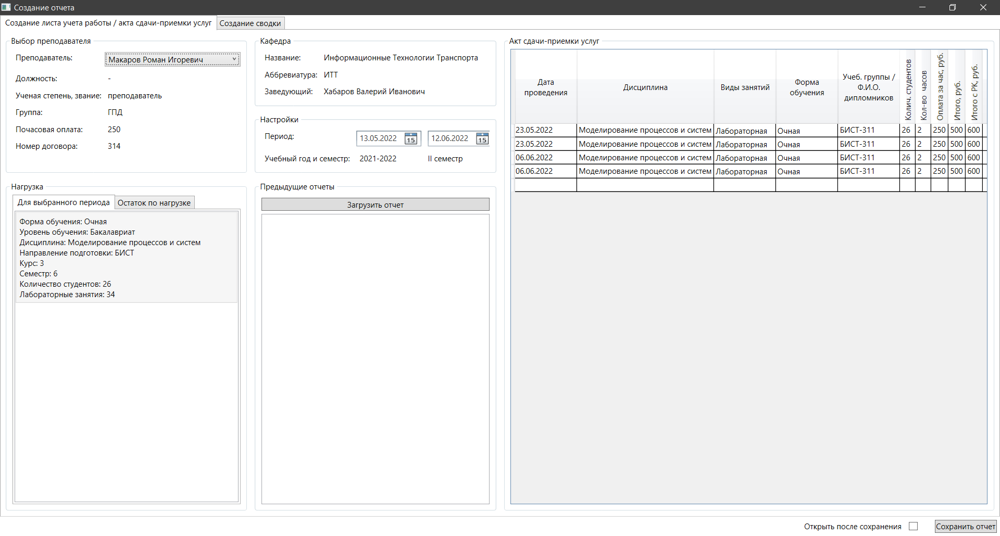 Создание отчета
Создание листа учета работы / акта сдачи-приемки услуг
Создание сводки
Выбор преподавателя
Преподаватель: Макаров Роман Игоревич
Должность: -
Ученая степень, звание: преподаватель
Группа: ГПД
Почасовая оплата: 250
Номер договора: 314
Кафедра
Название: Информационные Технологии Транспорта
Аббревиатура: ИТТ
Заведующий: Хабаров Валерий Иванович
Настройки
Период: 13.05.2022 15 12.06.2022 15
Учебный год и семестр: 2021-2022 II семестр
Нагрузка
Для выбранного периода
Остаток по нагрузке
Форма обучения: Очная
Уровень обучения: Бакалавриат
Дисциплина: Моделирование процессов и систем
Направление подготовки: БИСТ
Курс: 3
Семестр: 6
Количество студентов: 26
Лабораторные занятия: 34
Предыдущие отчеты
Загрузить отчет
Акт сдачи-приемки услуг
Дата
проведения
Дисциплина
Виды занятий
Форма
обучения
Учеб. группы /
Ф.И.О.
дипломников
Колич. студентов
Кол-во часов
Оплата за час, руб.
Итого, руб.
Итого с РК, руб.
23.05.2022 Моделирование процессов и систем Лабораторная Очная БИСТ-311 26 2 250 500 600
23.05.2022 Моделирование процессов и систем Лабораторная Очная БИСТ-311 26 2 250 500 600
06.06.2022 Моделирование процессов и систем Лабораторная Очная БИСТ-311 26 2 250 500 600
06.06.2022 Моделирование процессов и систем Лабораторная Очная БИСТ-311 26 2 250 500 600
Открыть после сохранения
Сохранить отчет